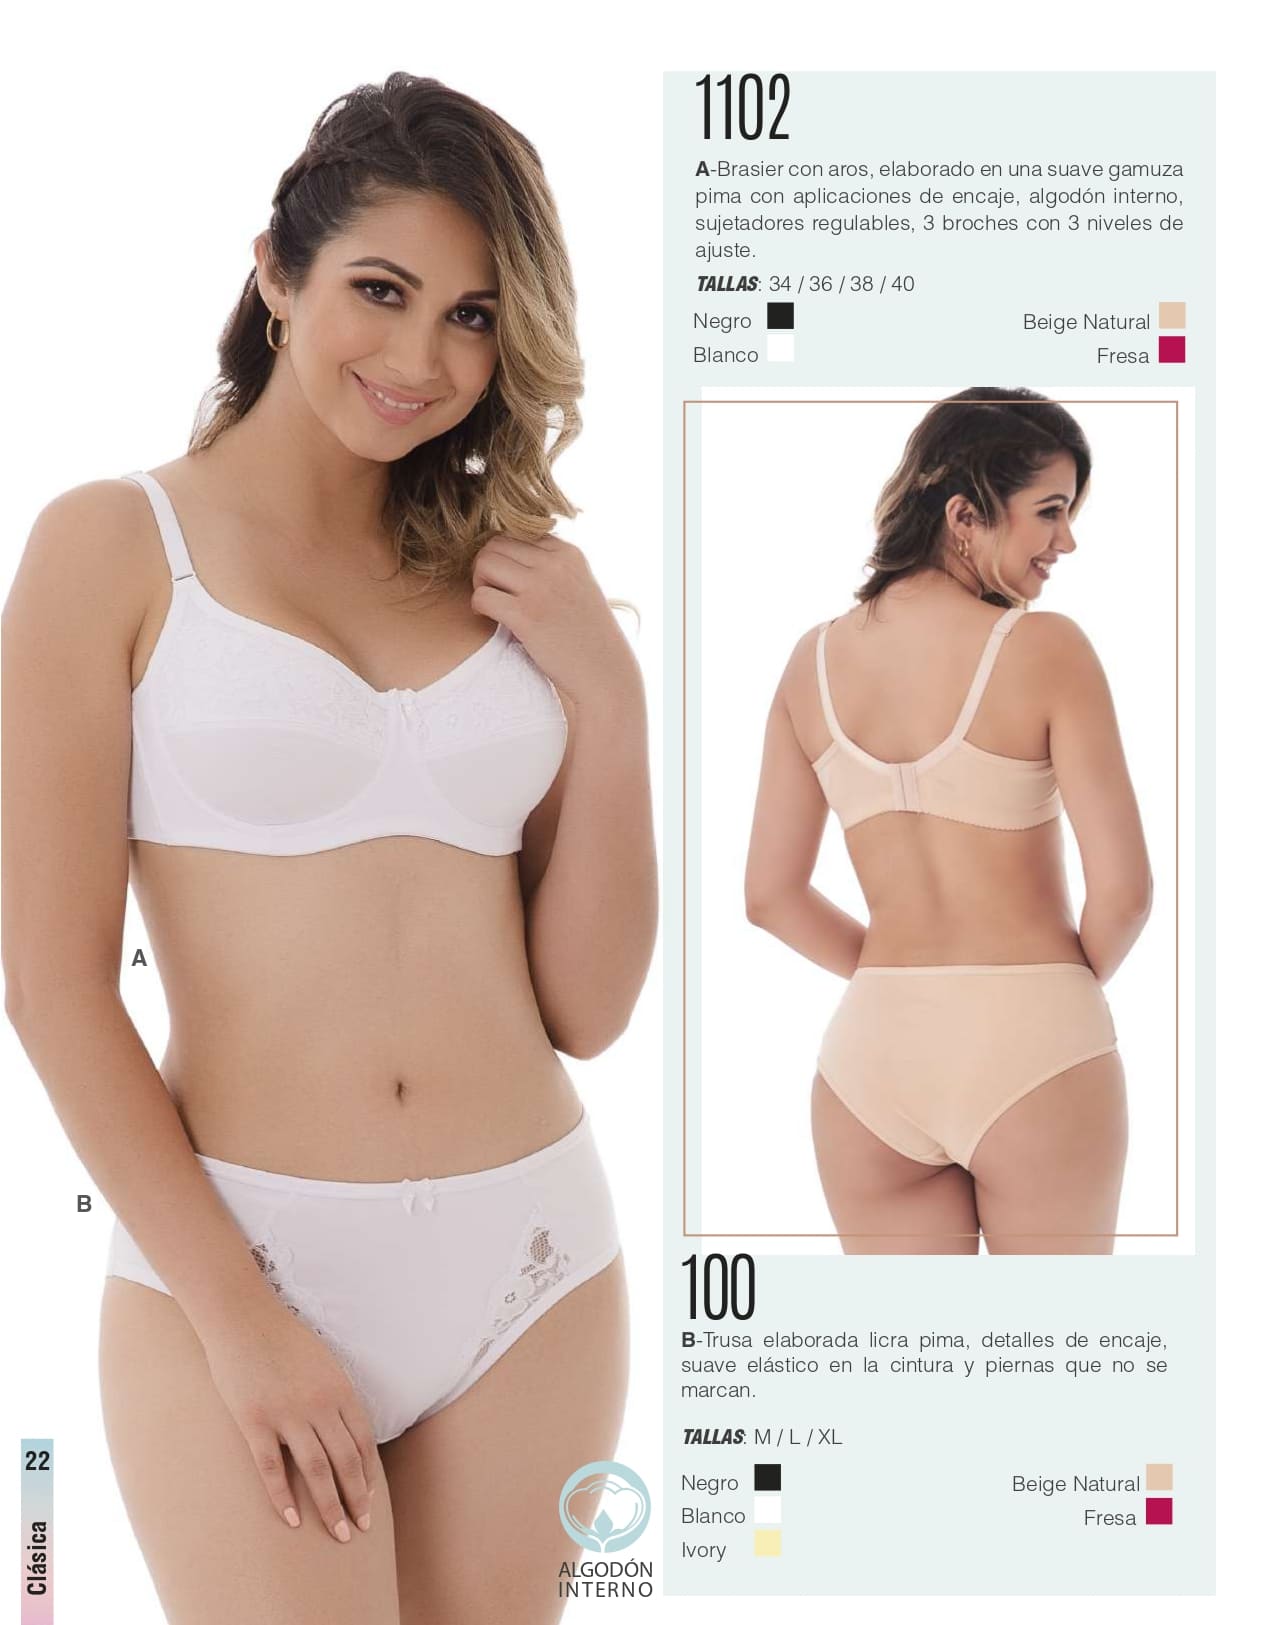 1102
A-Brasier con aros, elaborado en una suave gamuza
pima con aplicaciones de encaje, algodón interno,
sujetadores regulables, 3 broches con 3 niveles de
ajuste.
TALLAS: 34 / 36 / 38 / 40
Negro
Beige Natural
Blanco
Fresa
A
B
100
B-Trusa elaborada licra pima, detalles de encaje,
suave elástico en la cintura y piernas que no se
marcan.
TALLAS: M / L / XL
Negro
Beige Natural
Blanco
Fresa
Ivory
ALGODÓN
INTERNO
22
Clásica